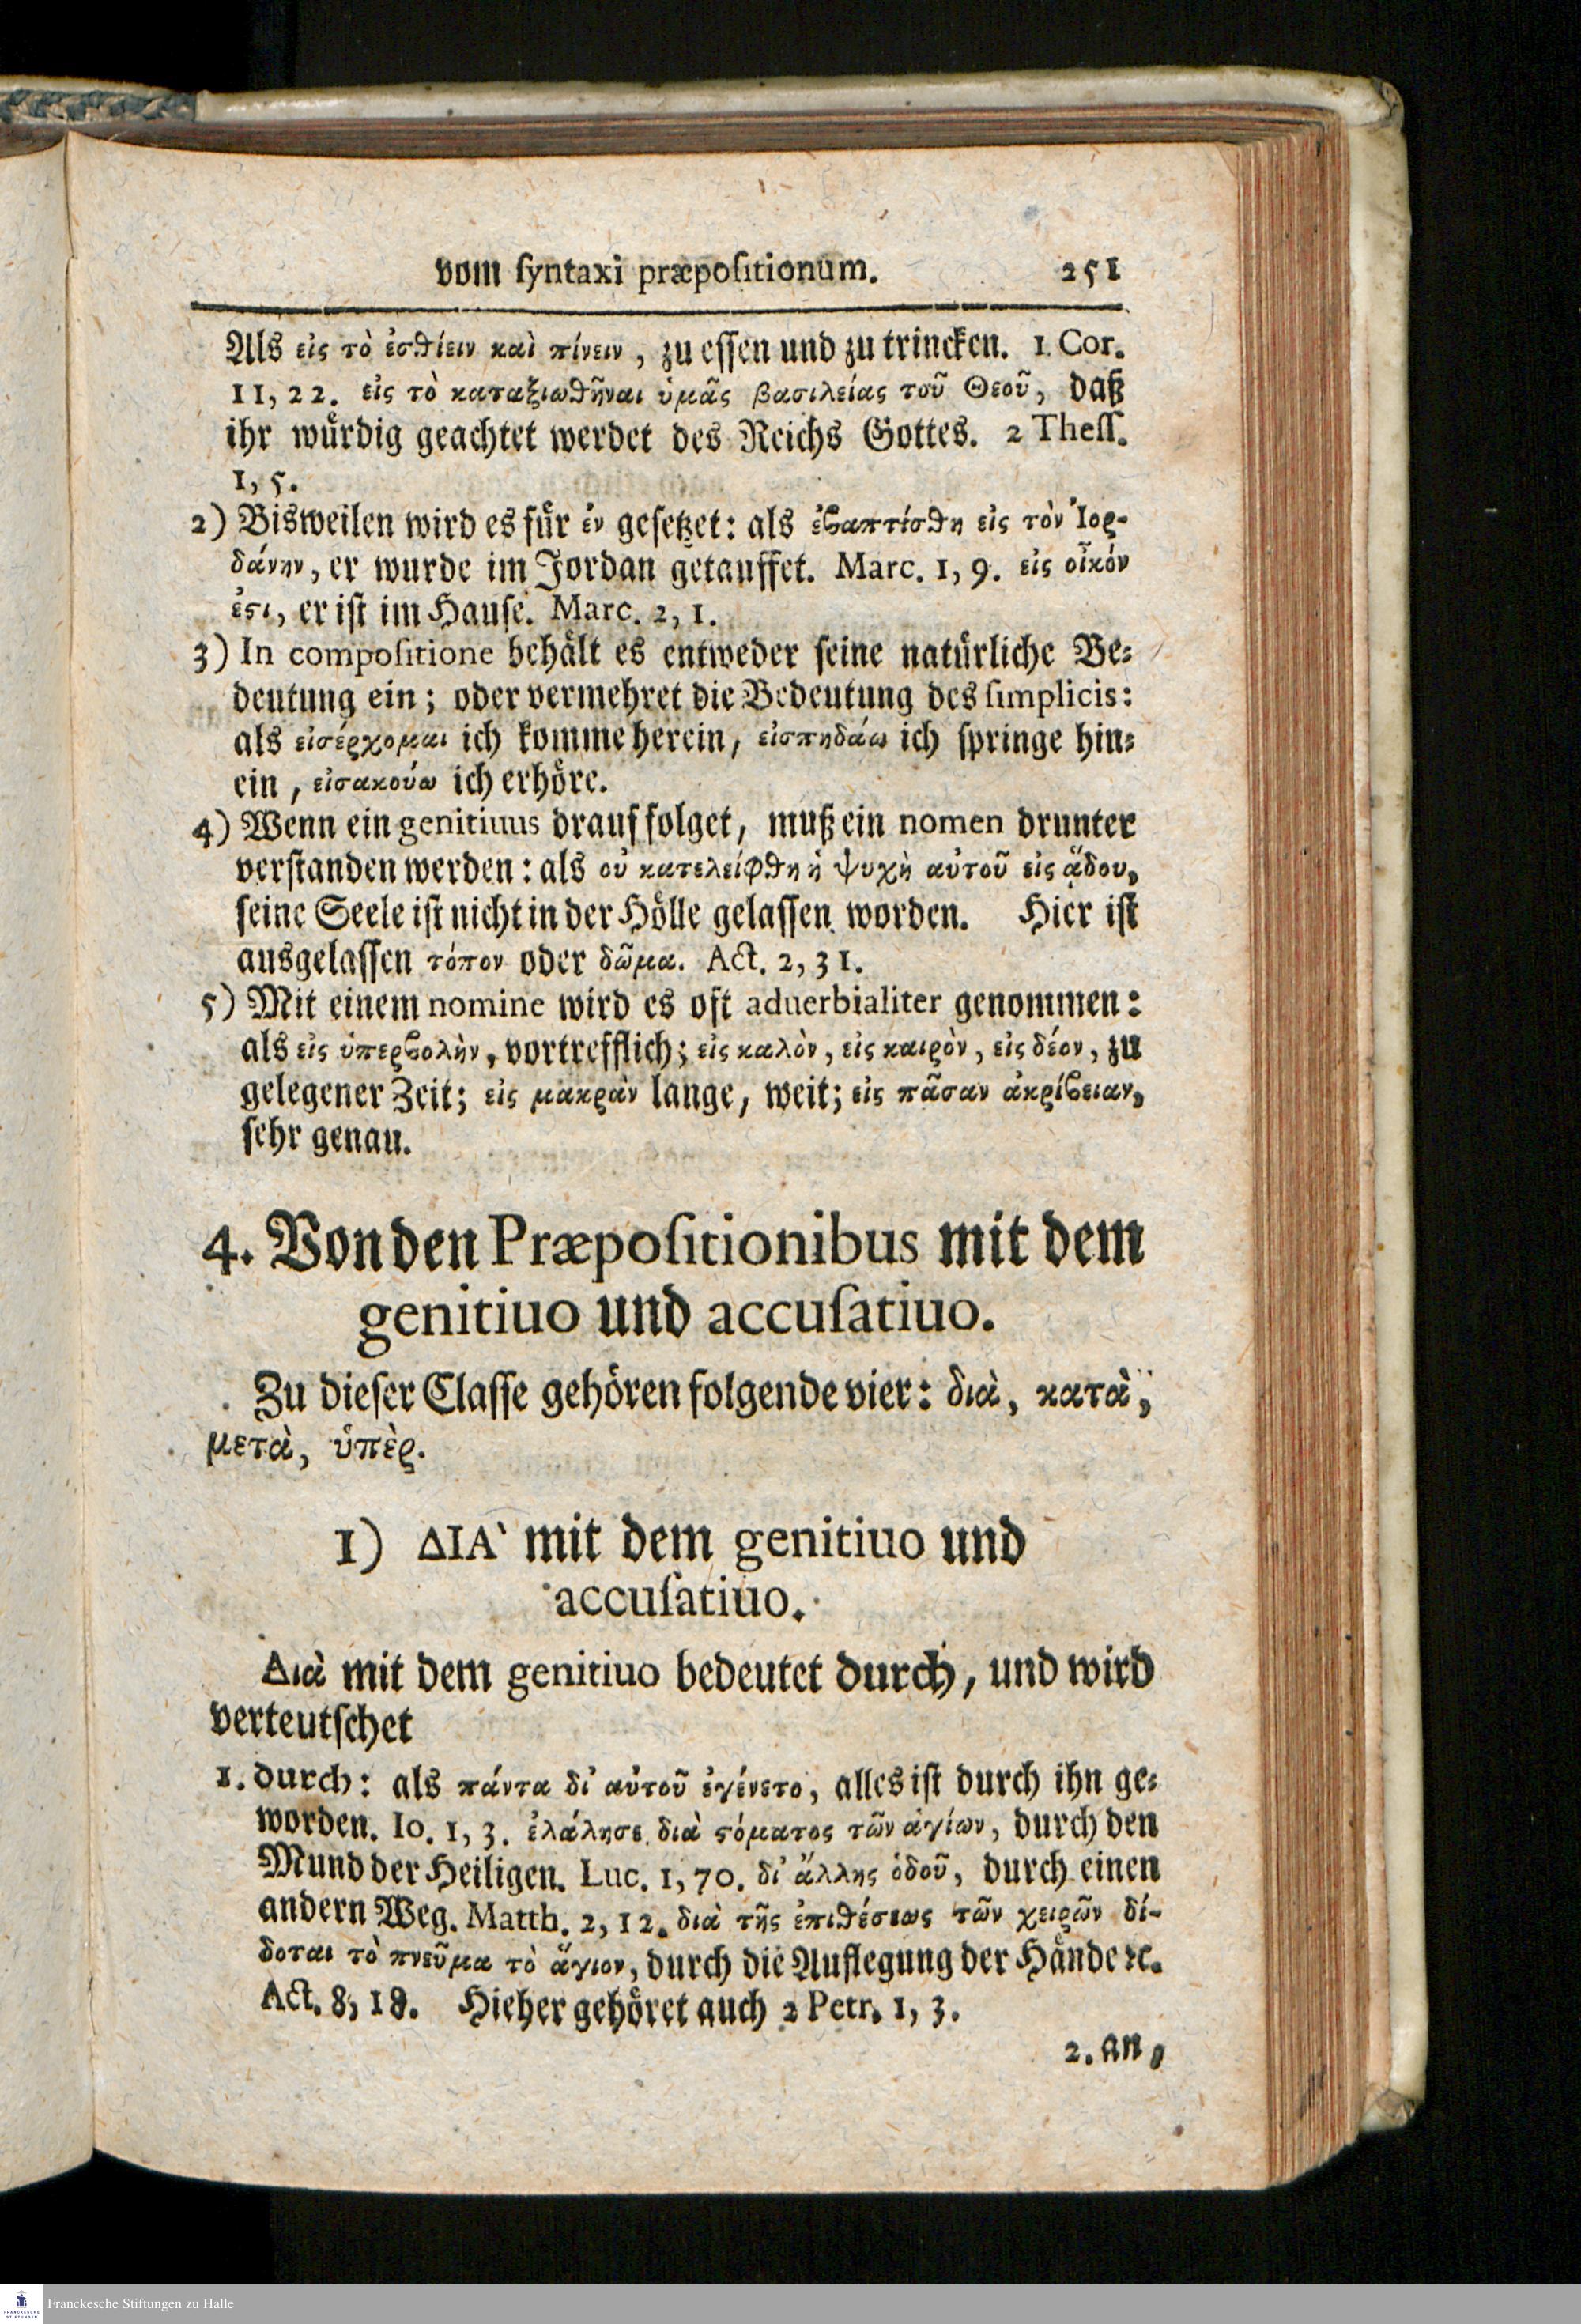 vom ſyntaxi præpoſitionum. 251
Als εἰς τὸ ἐσθίειν καὶ πίνειν, zu eſſen und zu trincken. 1. Cor.
11, 22. εἰς τὸ καταξιωθῆναι ὑμᾶς βασιλείας τοῦ Θεοῦ, daß
ihr würdig geachtet werdet des Reichs Gottes. 2 Theſſ.
1, 5.
2) Bisweilen wird es für ἐν geſetzet: als ἐϐαπτίσθη εἰς τὸν Ἰορ-
δάνην, er wurde im Jordan getauffet. Marc. 1, 9. εἰς οἶκόν
ἐϛι, er iſt im Hauſe. Marc. 2, 1.
3) In compoſitione behält es entweder ſeine natürliche Be-
deutung ein; oder vermehret die Bedeutung des ſimplicis:
als εἰσέρχομαι ich komme herein, εἰσπηδάω ich ſpringe hin-
ein, εἰσακούω ich erhöre.
4) Wenn ein genitiuus drauf folget, muß ein nomen drunter
verſtanden werden: als οὐ κατελείφθη ἡ ψυχὴ αὐτοῦ εἰς ᾅδου,
ſeine Seele iſt nicht in der Hölle gelaſſen worden. Hier iſt
ausgelaſſen τόπον oder δῶμα. Act. 2, 31.
5) Mit einem nomine wird es oft aduerbialiter genommen:
als εἰς ὑπερϐολὴν, vortrefflich; εἰς καλὸν, εἰς καιρὸν, εἰς δέον, zu
gelegener Zeit; εἰς μακρὰν lange, weit; εἰς πᾶσαν ἀκρίϐειαν,
ſehr genau.
4. Von den Præpoſitionibus mit dem
genitiuo und accuſatiuo.
Zu dieſer Claſſe gehören folgende vier: διὰ, κατὰ,
μετὰ, ὑπὲρ.
1) ΔΙΑ` mit dem genitiuo und
accuſatiuo.
Διὰ mit dem genitiuo bedeutet durch, und wird
verteutſchet
1. durch: als πάντα δι' αὐτοῦ ἐγένετο, alles iſt durch ihn ge-
worden. Io. 1, 3. ἐλάλησε διὰ ϛόματος τῶν ἁγίων, durch den
Mund der Heiligen. Luc. 1, 70. δι' ἄλλης ὁδοῦ, durch einen
andern Weg. Matth. 2, 12. διὰ τῆς ἐπιθέσεως τῶν χειρῶν δί-
δοται τὸ πνεῦμα τὸ ἅγιον, durch die Auflegung der Hände ꝛc.
Act. 8, 18. Hieher gehöret auch 2 Petr. 1, 3.
2. an,
FRANCKESCHE STIFTUNGEN
Franckesche Stiftungen zu Halle